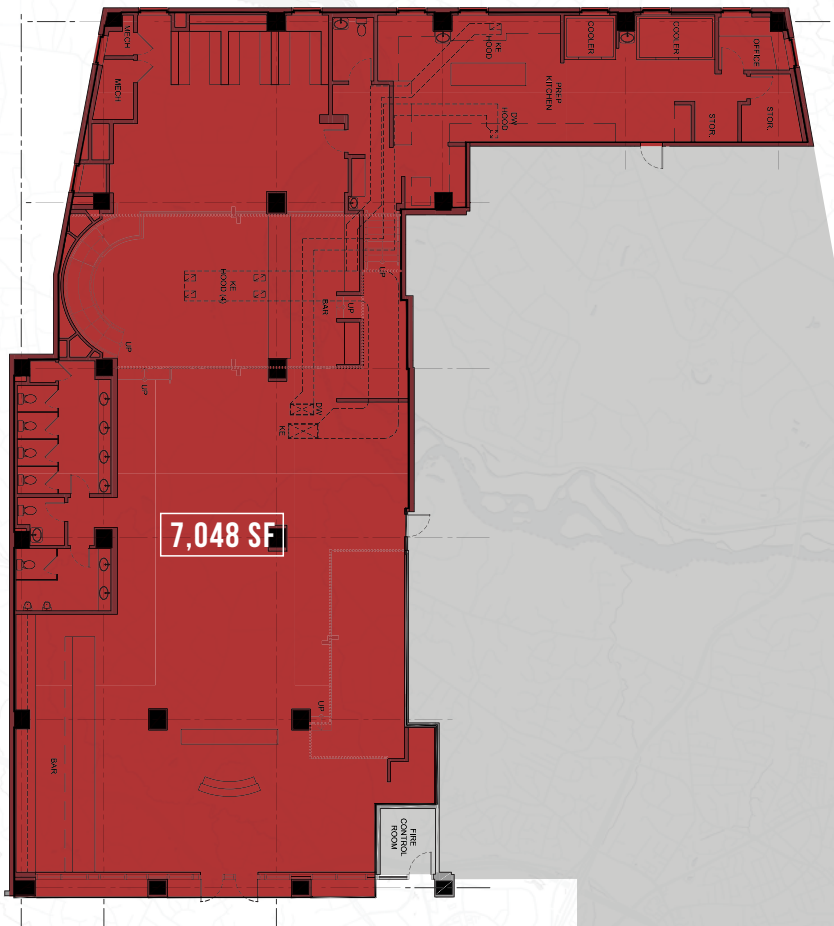 MECH
MECH
KE
HOOD
COOLER
COOLER
OFFICE
PREP
KITCHEN
DW
HOOD
STOR.
STOR.
UP
KE
HOOD (4)
BAR
UP
UP
UP
DW
KE
7,048 SF
UP
BAR
FIRE
CONTROL
ROOM